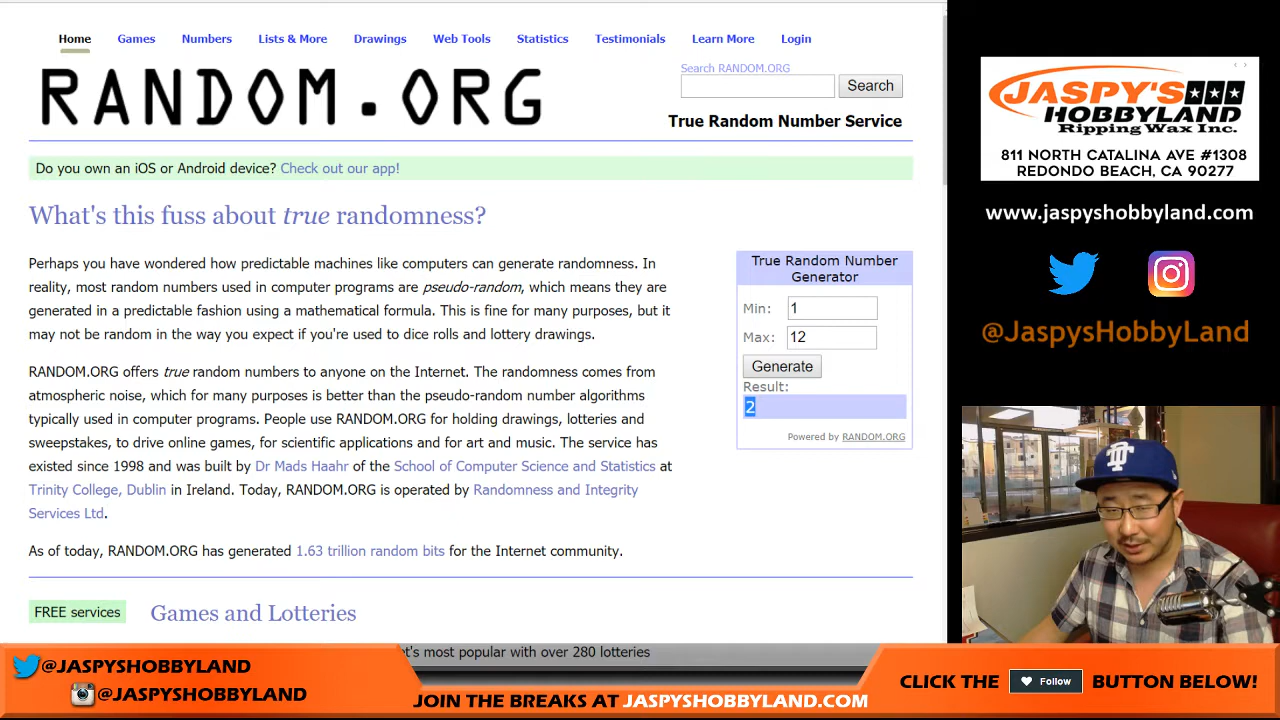 Home Games Numbers Lists & More Drawings Web Tools Statistics Testimonials Learn More Login
RANDOM.ORG
Search RANDOM.ORG
Search
True Random Number Service
Do you own an iOS or Android device? Check out our app!
What's this fuss about true randomness?
Perhaps you have wondered how predictable machines like computers can generate randomness. In
reality, most random numbers used in computer programs are pseudo-random, which means they are
generated in a predictable fashion using a mathematical formula. This is fine for many purposes, but it
may not be random in the way you expect if you're used to dice rolls and lottery drawings.
RANDOM.ORG offers true random numbers to anyone on the Internet. The randomness comes from
atmospheric noise, which for many purposes is better than the pseudo-random number algorithms
typically used in computer programs. People use RANDOM.ORG for holding drawings, lotteries and
sweepstakes, to drive online games, for scientific applications and for art and music. The service has
existed since 1998 and was built by Dr Mads Haahr of the School of Computer Science and Statistics at
Trinity College, Dublin in Ireland. Today, RANDOM.ORG is operated by Randomness and Integrity
Services Ltd.
As of today, RANDOM.ORG has generated 1.63 trillion random bits for the Internet community.
True Random Number
Generator
Min: 1
Max: 12
Generate
Result:
2
Powered by RANDOM.ORG
FREE services
Games and Lotteries
t's most popular with over 280 lotteries
JASPY'S
HOBBYLAND
Ripping Wax Inc.
811 NORTH CATALINA AVE #1308
REDONDO BEACH, CA 90277
www.jaspyshobbyland.com
@JaspysHobbyLand
@JASPYSHOBBYLAND
@JASPYSHOBBYLAND
JOIN THE BREAKS AT JASPYSHOBBYLAND.COM
CLICK THE Follow BUTTON BELOW!